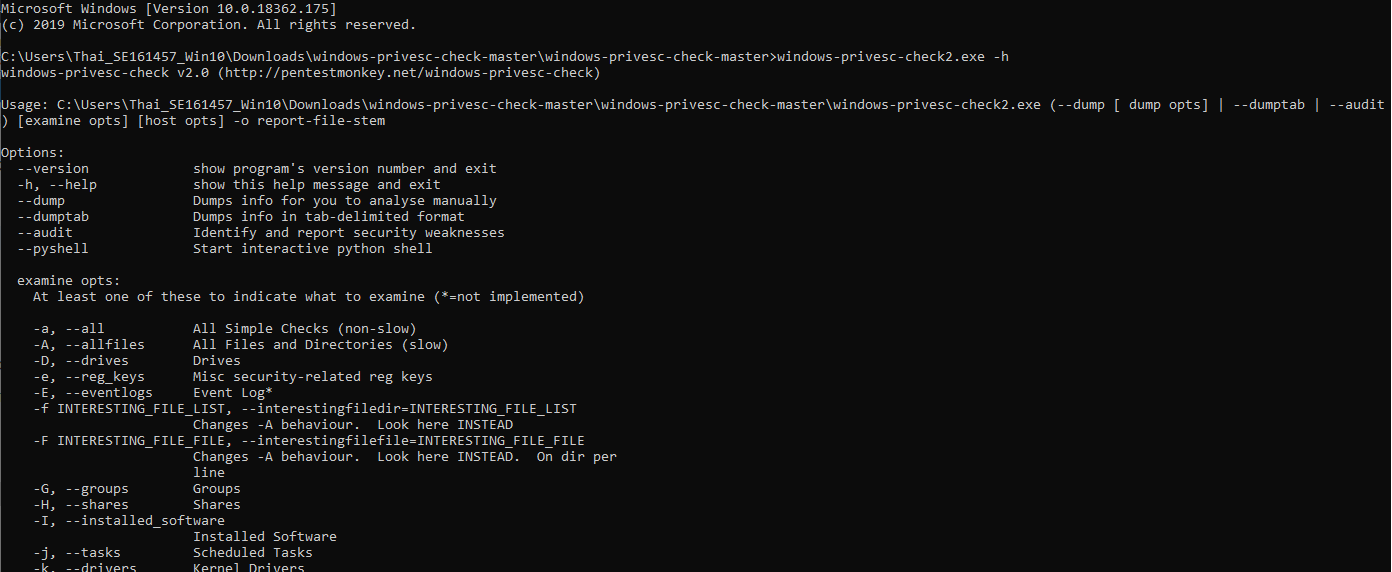 Microsoft Windows [Version 10.0.18362.175]
(c) 2019 Microsoft Corporation. All rights reserved.
C:\Users\Thai_SE161457_Win10\Downloads\windows-privesc-check-master\windows-privesc-check-master>windows-privesc-check2.exe -h
windows-privesc-check v2.0 (http://pentestmonkey.net/windows-privesc-check)
Usage: C:\Users\Thai_SE161457_Win10\Downloads\windows-privesc-check-master\windows-privesc-check-master\windows-privesc-check2.exe (--dump [ dump opts] | --dumptab | --audit
) [examine opts] [host opts] -o report-file-stem
Options:
--version             show program's version number and exit
-h, --help            show this help message and exit
--dump                Dumps info for you to analyse manually
--dumptab             Dumps info in tab-delimited format
--audit               Identify and report security weaknesses
--pyshell             Start interactive python shell
examine opts:
At least one of these to indicate what to examine (*=not implemented)
-a, --all           All Simple Checks (non-slow)
-A, --allfiles      All Files and Directories (slow)
-D, --drives        Drives
-e, --reg_keys      Misc security-related reg keys
-E, --eventlogs     Event Log*
-f INTERESTING_FILE_LIST, --interestingfiledir=INTERESTING_FILE_LIST
Changes -A behaviour.  Look here INSTEAD
-F INTERESTING_FILE_FILE, --interestingfilefile=INTERESTING_FILE_FILE
Changes -A behaviour.  Look here INSTEAD.  On dir per
line
-G, --groups        Groups
-H, --shares        Shares
-I, --installed_software
Installed Software
-j, --tasks         Scheduled Tasks
-k, --drivers       Kernel Drivers